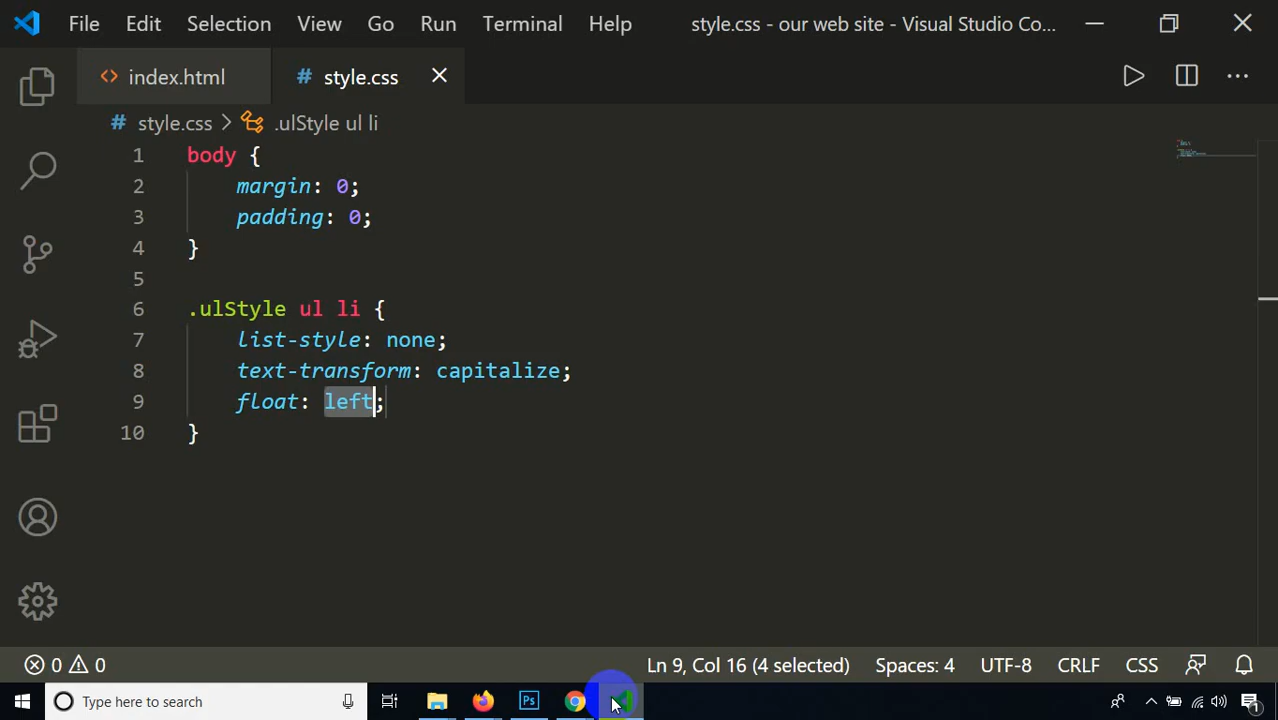 File Edit Selection View Go Run Terminal Help style.css - our web site - Visual Studio Co...
index.html # style.css
# style.css > .ulStyle ul li
1 body {
2 margin: 0;
3 padding: 0;
4 }
5
6 .ulStyle ul li {
7 list-style: none;
8 text-transform: capitalize;
9 float: left;
10 }
0 0 Ln 9, Col 16 (4 selected) Spaces: 4 UTF-8 CRLF CSS
Type here to search Ps 1